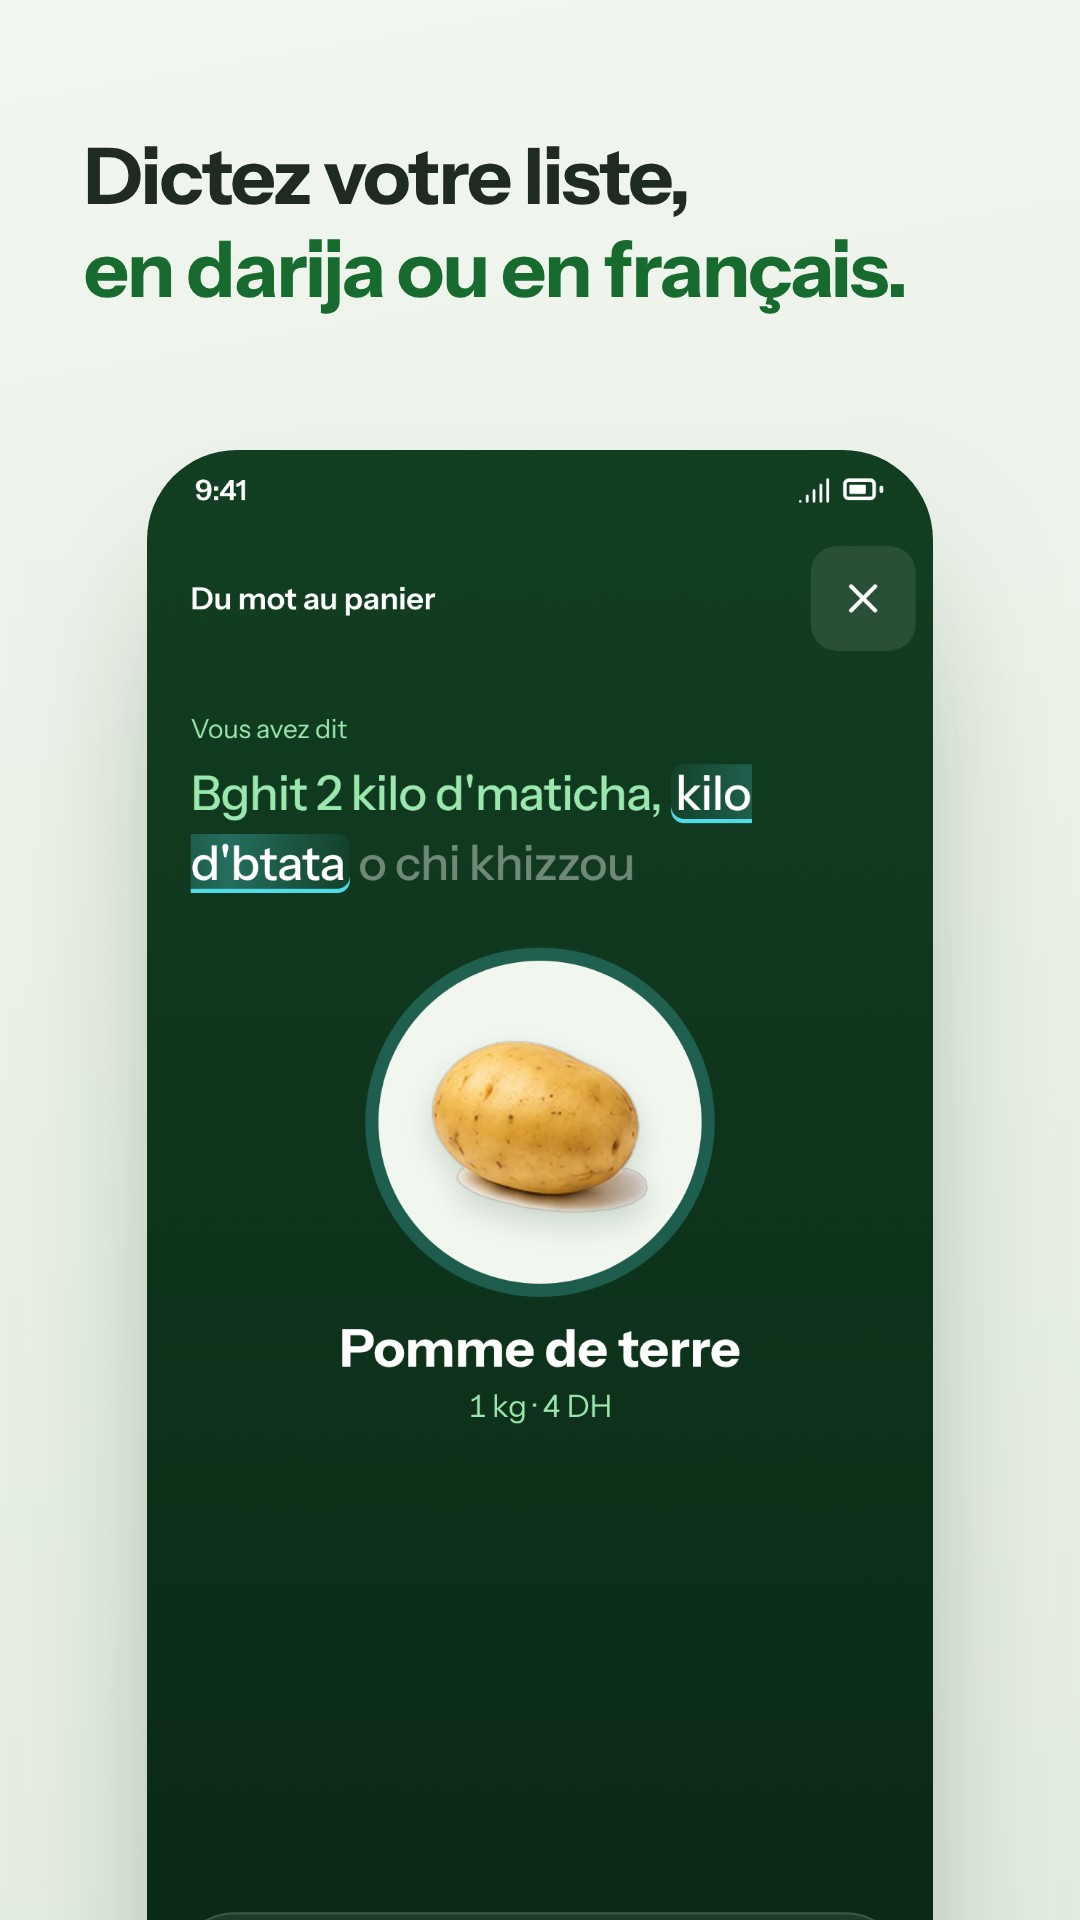 Dictez votre liste,
en darija ou en français.
9:41
Du mot au panier
Vous avez dit
Bghit 2 kilo d'maticha, kilo
d'btata o chi khizzou
Pomme de terre
1 kg · 4 DH